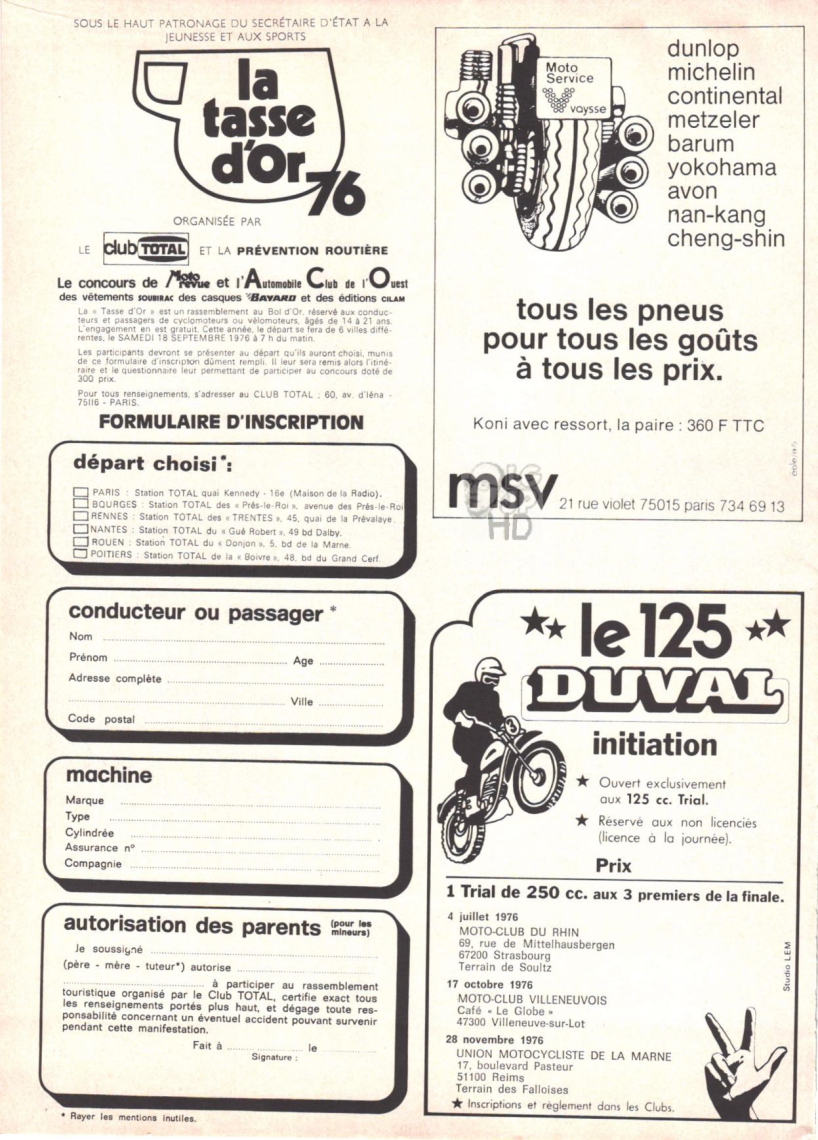 SOUS LE HAUT PATRONAGE DU SECRÉTAIRE D'ÉTAT A LA
JEUNESSE ET AUX SPORTS
la
tasse
d'Or
76
ORGANISÉE PAR
LE club TOTAL ET LA PRÉVENTION ROUTIÈRE
Le concours de Moto revue et l'Automobile Club de l'Ouest
des vêtements SOUBIRAC des casques BAYARD et des éditions CILAM
La « Tasse d'Or » est un rassemblement au Bol d'Or, réservé aux conduc-
teurs et passagers de cyclomoteurs ou vélomoteurs, âgés de 14 à 21 ans.
L'engagement en est gratuit. Cette année, le départ se fera de 6 villes diffé-
rentes, le SAMEDI 18 SEPTEMBRE 1976 à 7 h du matin.
Les participants devront se présenter au départ qu'ils auront choisi, munis
de ce formulaire d'inscripton dûment rempli. Il leur sera remis alors l'itiné-
raire et le questionnaire leur permettant de participer au concours doté de
300 prix.
Pour tous renseignements, s'adresser au CLUB TOTAL ; 60, av. d'Iéna -
75116 - PARIS.
FORMULAIRE D'INSCRIPTION
départ choisi*:
PARIS : Station TOTAL quai Kennedy - 16e (Maison de la Radio).
BOURGES : Station TOTAL des « Prés-le-Roi », avenue des Prés-le-Roi
RENNES : Station TOTAL des « TRENTES », 45, quai de la Prévalaye.
NANTES : Station TOTAL du « Gué Robert », 49 bd Dalby.
ROUEN : Station TOTAL du « Donjon », 5, bd de la Marne.
POITIERS : Station TOTAL de la « Boivre », 48, bd du Grand Cerf.
conducteur ou passager *
Nom
Prénom Age
Adresse complète
Ville
Code postal
machine
Marque
Type
Cylindrée
Assurance n°
Compagnie
autorisation des parents (pour les mineurs)
Je soussigné
(père - mère - tuteur*) autorise
à participer au rassemblement
touristique organisé par le Club TOTAL, certifie exact tous
les renseignements portés plus haut, et dégage toute res-
ponsabilité concernant un éventuel accident pouvant survenir
pendant cette manifestation.
Fait à le
Signature :
* Rayer les mentions inutiles.
Moto
Service
V vaysse
dunlop
michelin
continental
metzeler
barum
yokohama
avon
nan-kang
cheng-shin
tous les pneus
pour tous les goûts
à tous les prix.
Koni avec ressort, la paire : 360 F TTC
msv 21 rue violet 75015 paris 734 69 13
HD
le 125
DUVAL
initiation
3
★ Ouvert exclusivement
aux 125 cc. Trial.
★ Réservé aux non licenciés
(licence à la journée).
Prix
1 Trial de 250 cc. aux 3 premiers de la finale.
4 juillet 1976
MOTO-CLUB DU RHIN
69, rue de Mittelhausbergen
67200 Strasbourg
Terrain de Soultz
17 octobre 1976
MOTO-CLUB VILLENEUVOIS
Café « Le Globe »
47300 Villeneuve-sur-Lot
28 novembre 1976
UNION MOTOCYCLISTE DE LA MARNE
17, boulevard Pasteur
51100 Reims
Terrain des Falloises
★ Inscriptions et règlement dans les Clubs.
Studio LEM